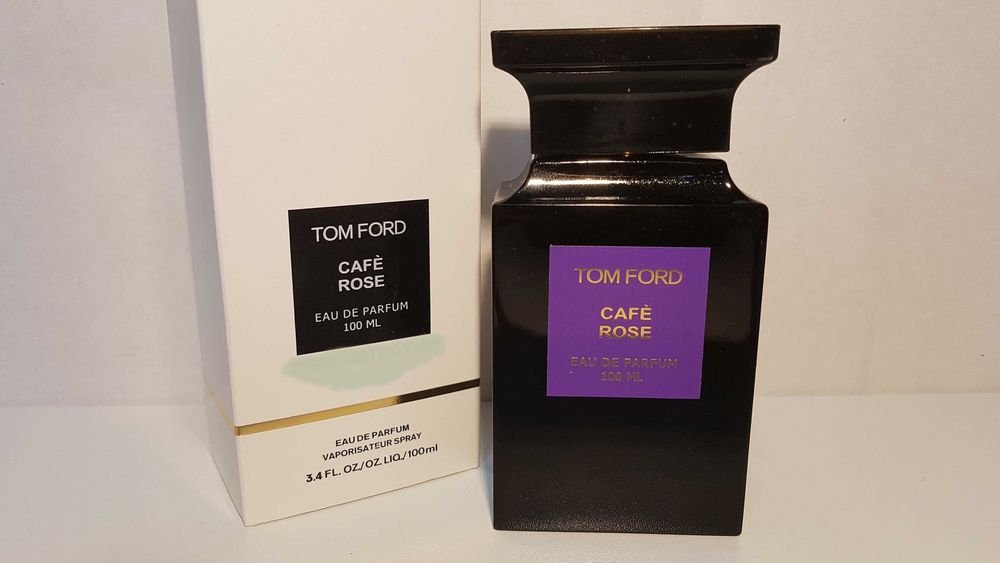 TOM FORD
CAFÈ
ROSE
EAU DE PARFUM
100 ML
EAU DE PARFUM
VAPORISATEUR SPRAY
3.4 FL. OZ./OZ. LIQ./100ml
TOM FORD
CAFÈ
ROSE
EAU DE PARFUM
100 ML